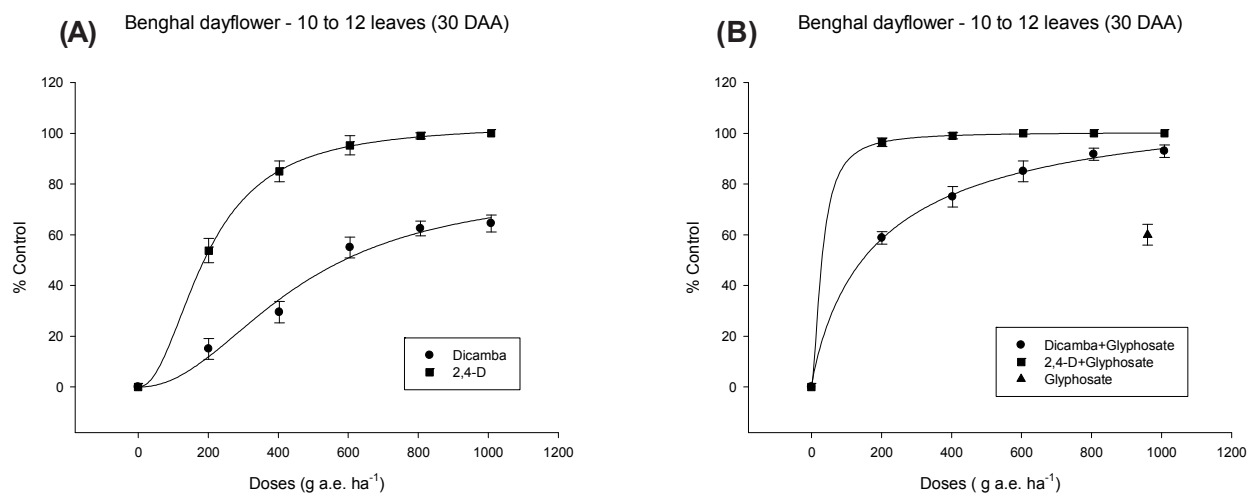 (A)
Benghal dayflower - 10 to 12 leaves (30 DAA)
120
100
80
60
40
20
0
% Control
Dicamba
2,4-D
0 200 400 600 800 1000 1200
Doses (g a.e. ha-1)
(B)
Benghal dayflower - 10 to 12 leaves (30 DAA)
120
100
80
60
40
20
0
% Control
Dicamba+Glyphosate
2,4-D+Glyphosate
Glyphosate
0 200 400 600 800 1000 1200
Doses ( g a.e. ha-1)